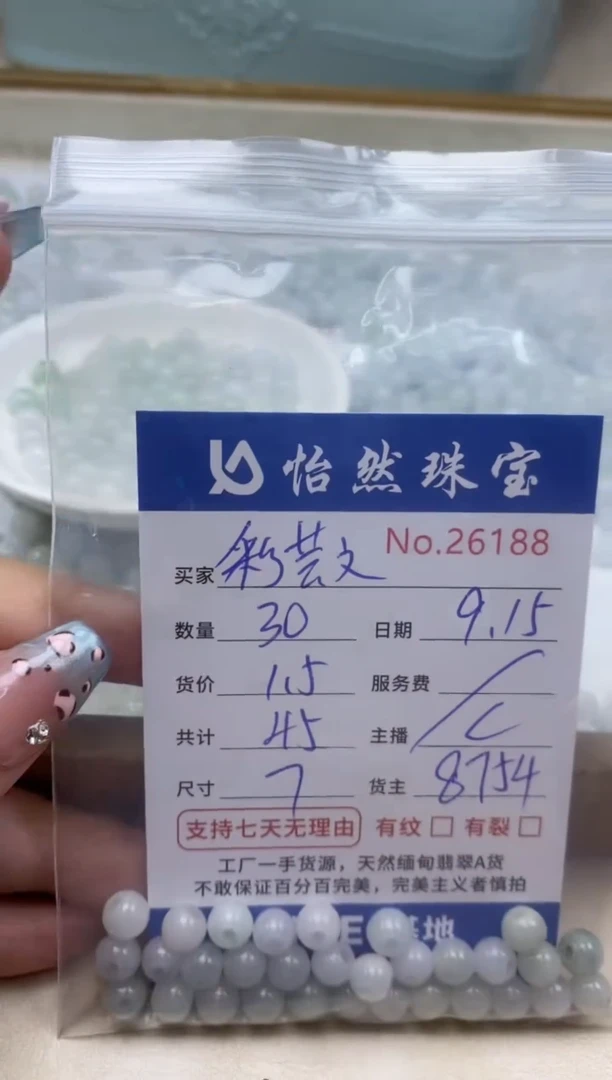 怡然珠宝
No.26188
买家 彩芸文
数量 30 日期 9.15
货价 1.5 服务费 /
共计 45 主播 C
尺寸 7 货主 8754
支持七天无理由 有纹 □ 有裂 □
工厂一手货源，天然缅甸翡翠A货
不敢保证百分百完美，完美主义者慎拍
基地